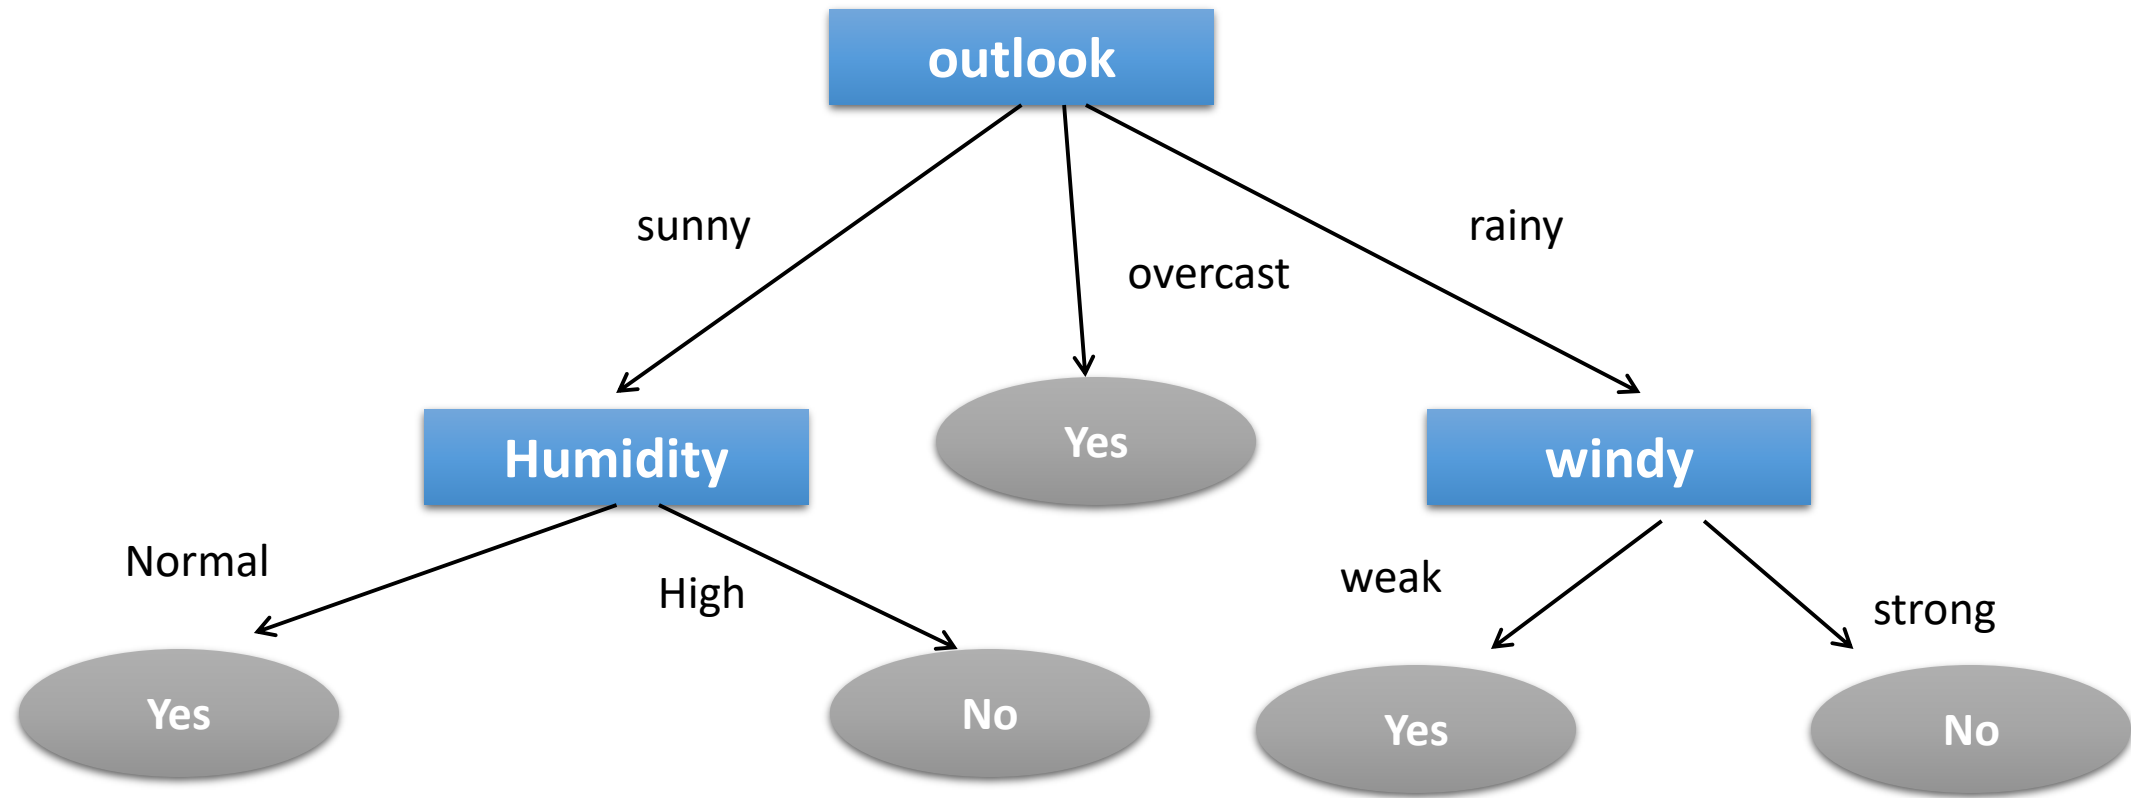 outlook
sunny
rainy
overcast
Humidity
Yes
windy
Normal
High
weak
strong
Yes
No
Yes
No